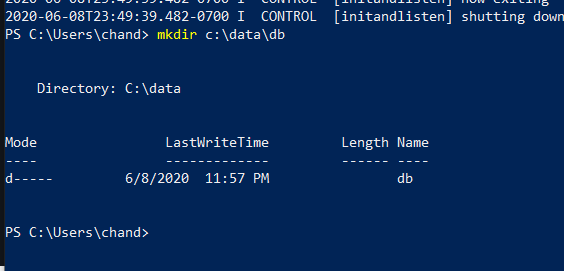 2020-06-08T23:49:39.482-0700 I  CONTROL  [initandlisten] now exiting
2020-06-08T23:49:39.482-0700 I  CONTROL  [initandlisten] shutting down
PS C:\Users\chand> mkdir c:\data\db
Directory: C:\data
Mode                LastWriteTime         Length Name
----                -------------         ------ ----
d-----         6/8/2020  11:57 PM                db
PS C:\Users\chand>